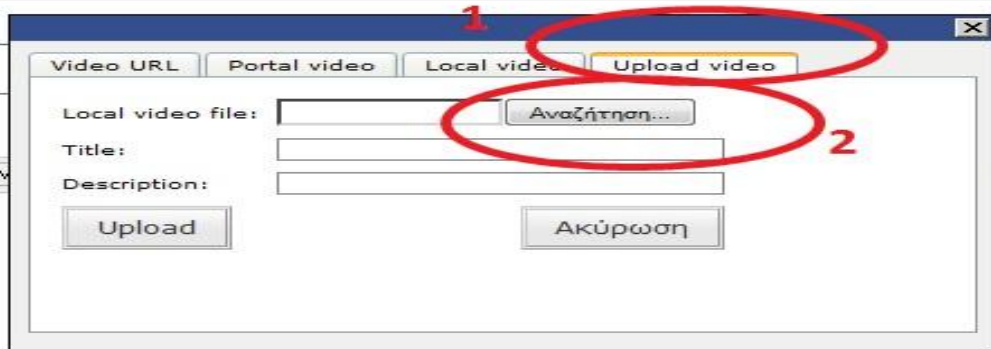 1
Video URL Portal video Local video Upload video
Local video file: Αναζήτηση...
Title: 2
Description:
Upload Ακύρωση